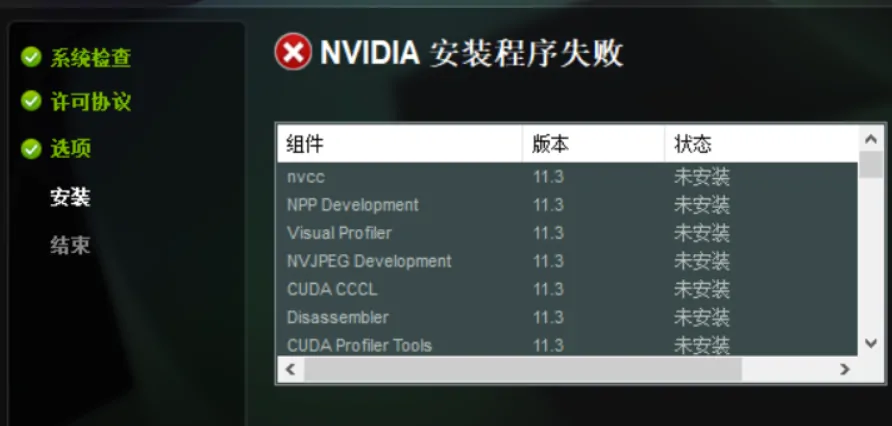 系统检查
许可协议
选项
安装
结束
NVIDIA 安装程序失败
组件 版本 状态
nvcc 11.3 未安装
NPP Development 11.3 未安装
Visual Profiler 11.3 未安装
NVJPEG Development 11.3 未安装
CUDA CCCL 11.3 未安装
Disassembler 11.3 未安装
CUDA Profiler Tools 11.3 未安装